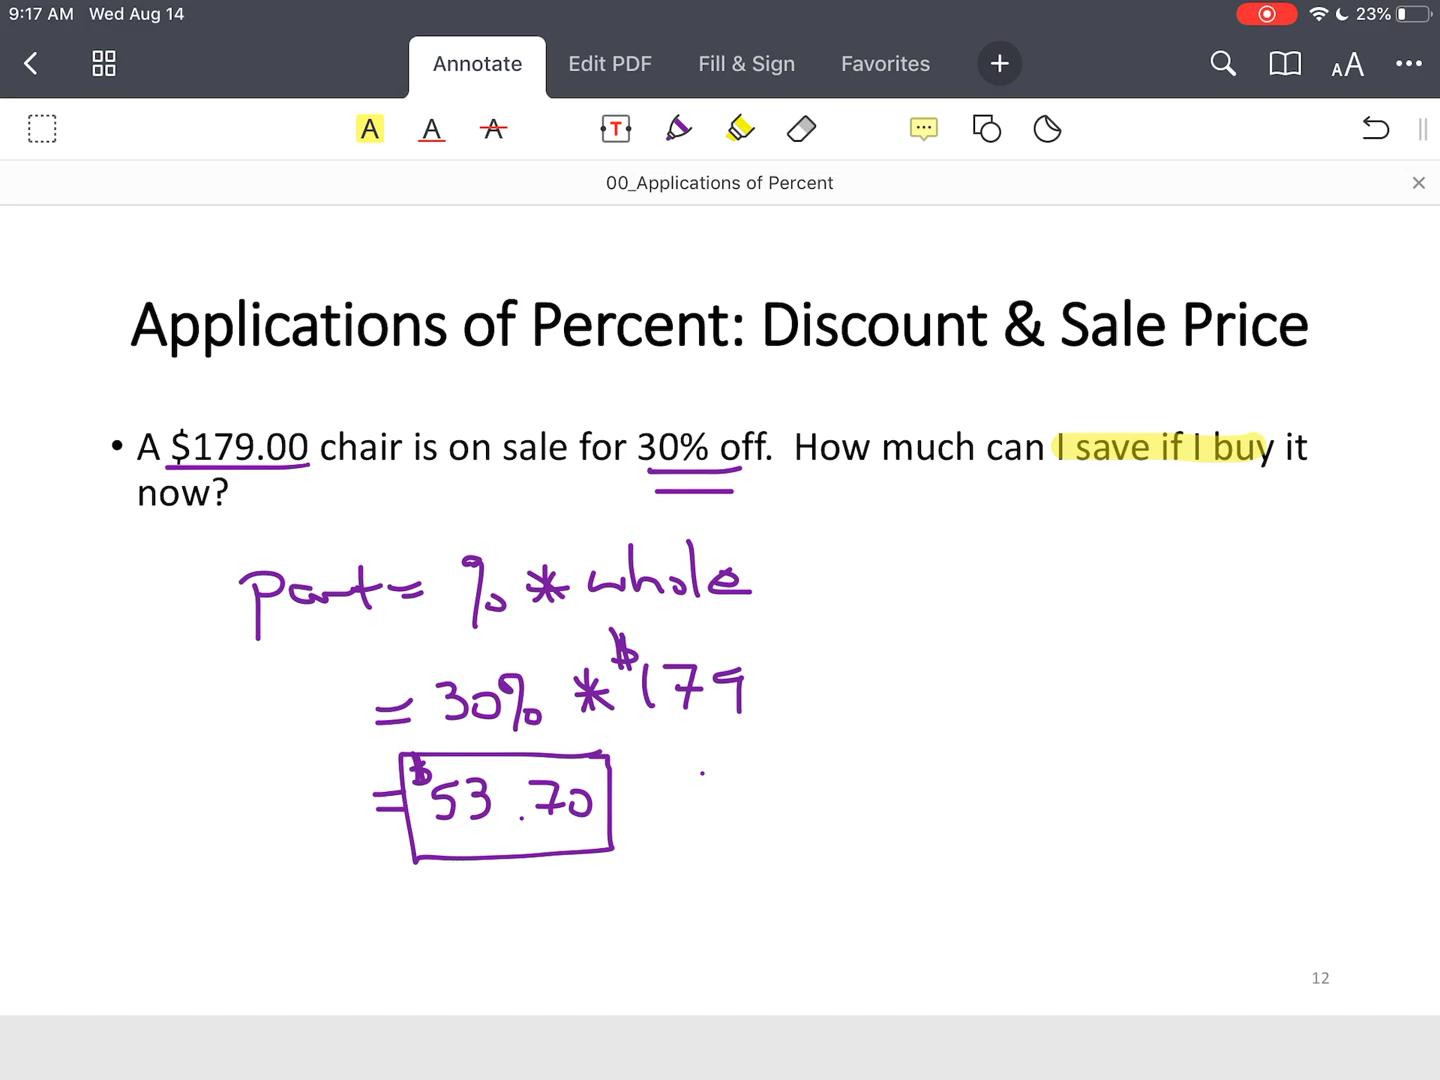 9:17 AM Wed Aug 14 23%
Annotate Edit PDF Fill & Sign Favorites + AA
A A A T
00_Applications of Percent
Applications of Percent: Discount & Sale Price
• A $179.00 chair is on sale for 30% off. How much can I save if I buy it
now?
part = % * whole
= 30% * $179
= $53.70
12